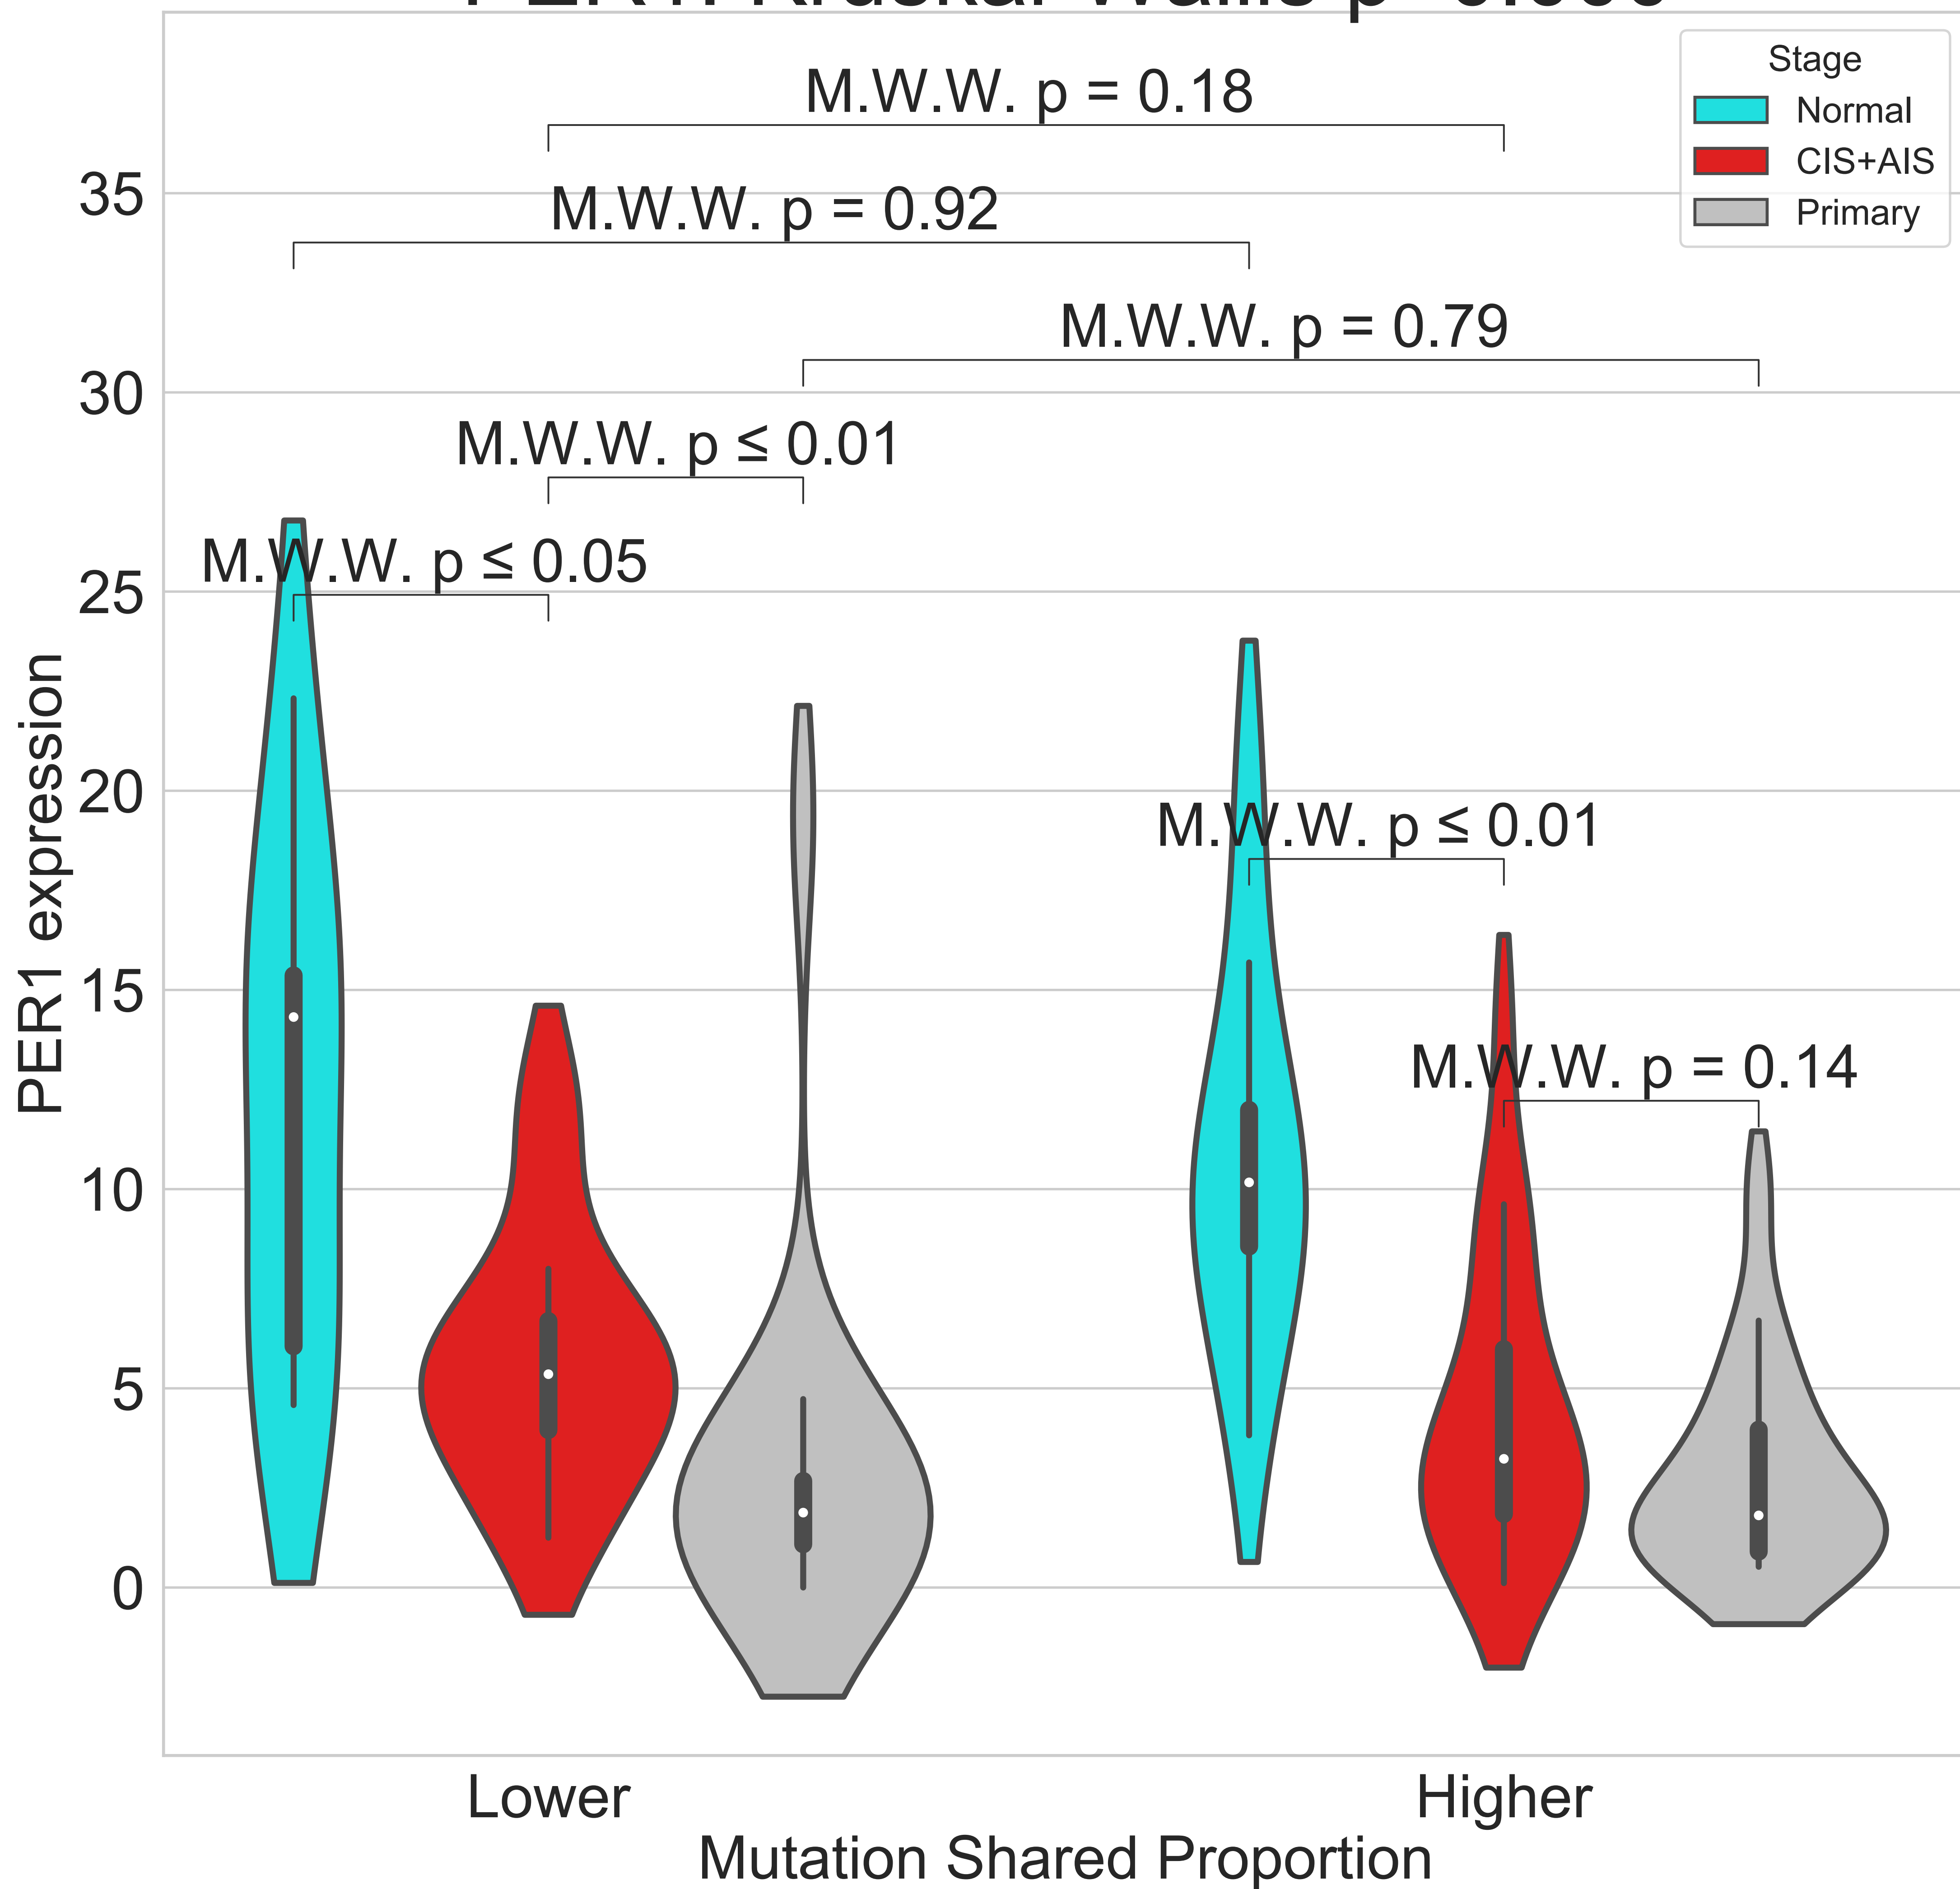 Stage
Normal
CIS+AIS
Primary
M.W.W. p = 0.18
M.W.W. p = 0.92
M.W.W. p = 0.79
M.W.W. p ≤ 0.01
M.W.W. p ≤ 0.05
M.W.W. p ≤ 0.01
M.W.W. p = 0.14
PER1 expression
35
30
25
20
15
10
5
0
Lower
Higher
Mutation Shared Proportion